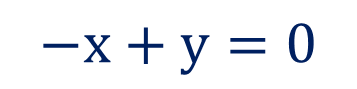 −x + y = 0